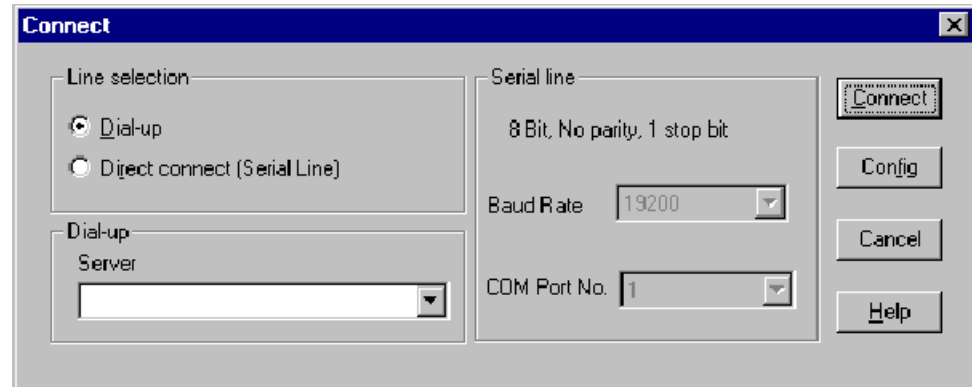 Connect
Line selection
Dial-up
Direct connect (Serial Line)
Dial-up
Server
Serial line
8 Bit, No parity, 1 stop bit
Baud Rate 19200
COM Port No. 1
Connect
Config
Cancel
Help